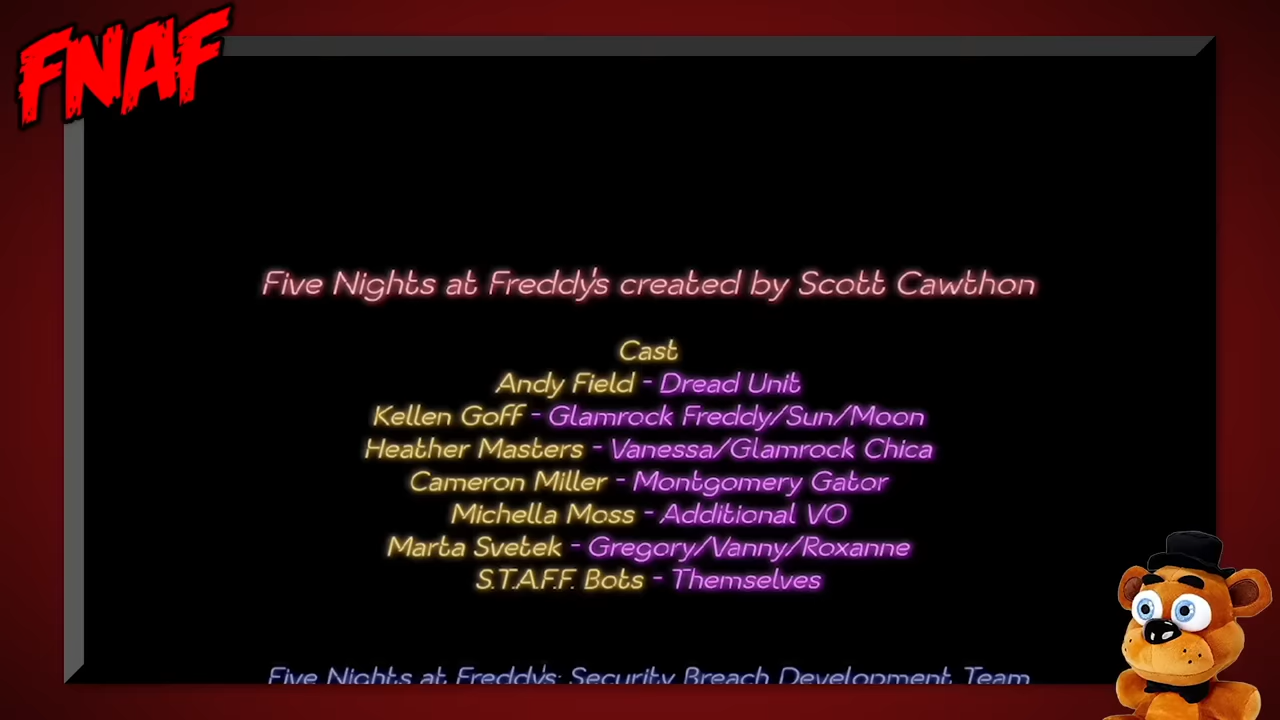 FNAF
Five Nights at Freddy's created by Scott Cawthon
Cast
Andy Field - Dread Unit
Kellen Goff - Glamrock Freddy/Sun/Moon
Heather Masters - Vanessa/Glamrock Chica
Cameron Miller - Montgomery Gator
Michella Moss - Additional VO
Marta Svetek - Gregory/Vanny/Roxanne
S.T.A.F.F. Bots - Themselves
Five Nights at Freddy's: Security Breach Development Team